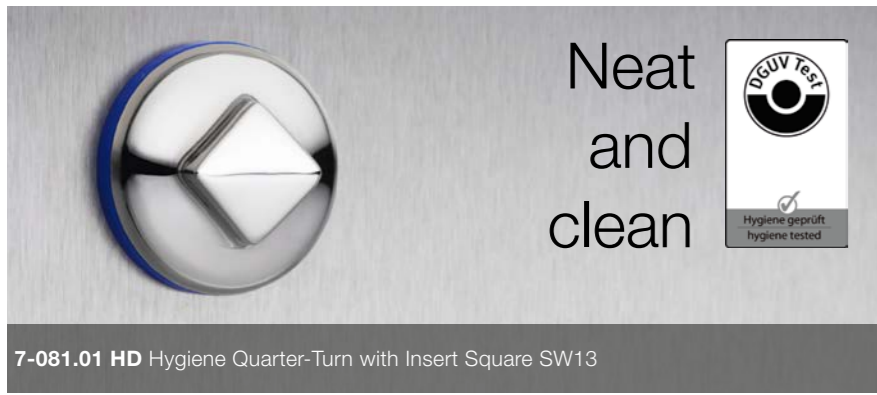 Neat
and
clean
DGUV Test
Hygiene geprüft
hygiene tested
7-081.01 HD Hygiene Quarter-Turn with Insert Square SW13